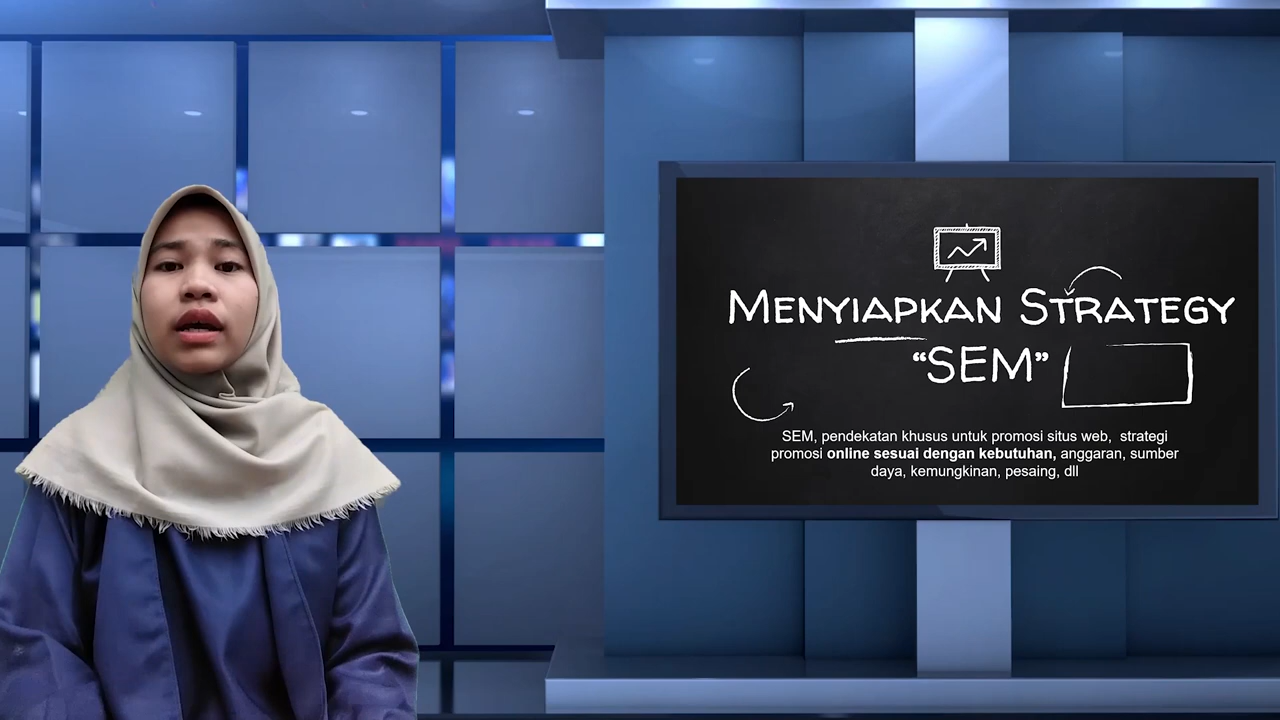 MENYIAPKAN STRATEGY
“SEM”
SEM, pendekatan khusus untuk promosi situs web, strategi
promosi online sesuai dengan kebutuhan, anggaran, sumber
daya, kemungkinan, pesaing, dll